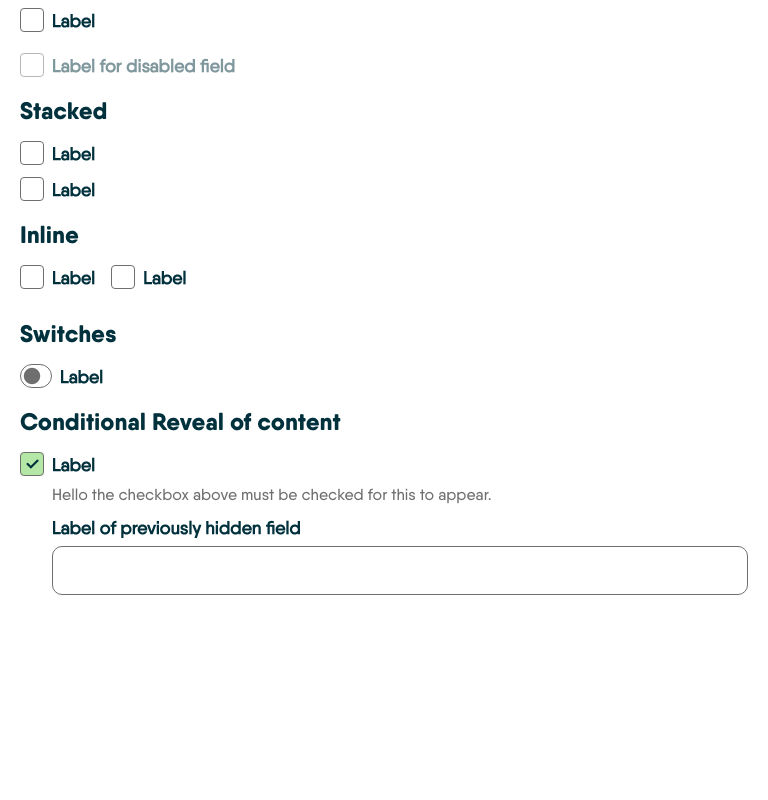 Label
Label for disabled field
Stacked
Label
Label
Inline
Label Label
Switches
Label
Conditional Reveal of content
Label
Hello the checkbox above must be checked for this to appear.
Label of previously hidden field